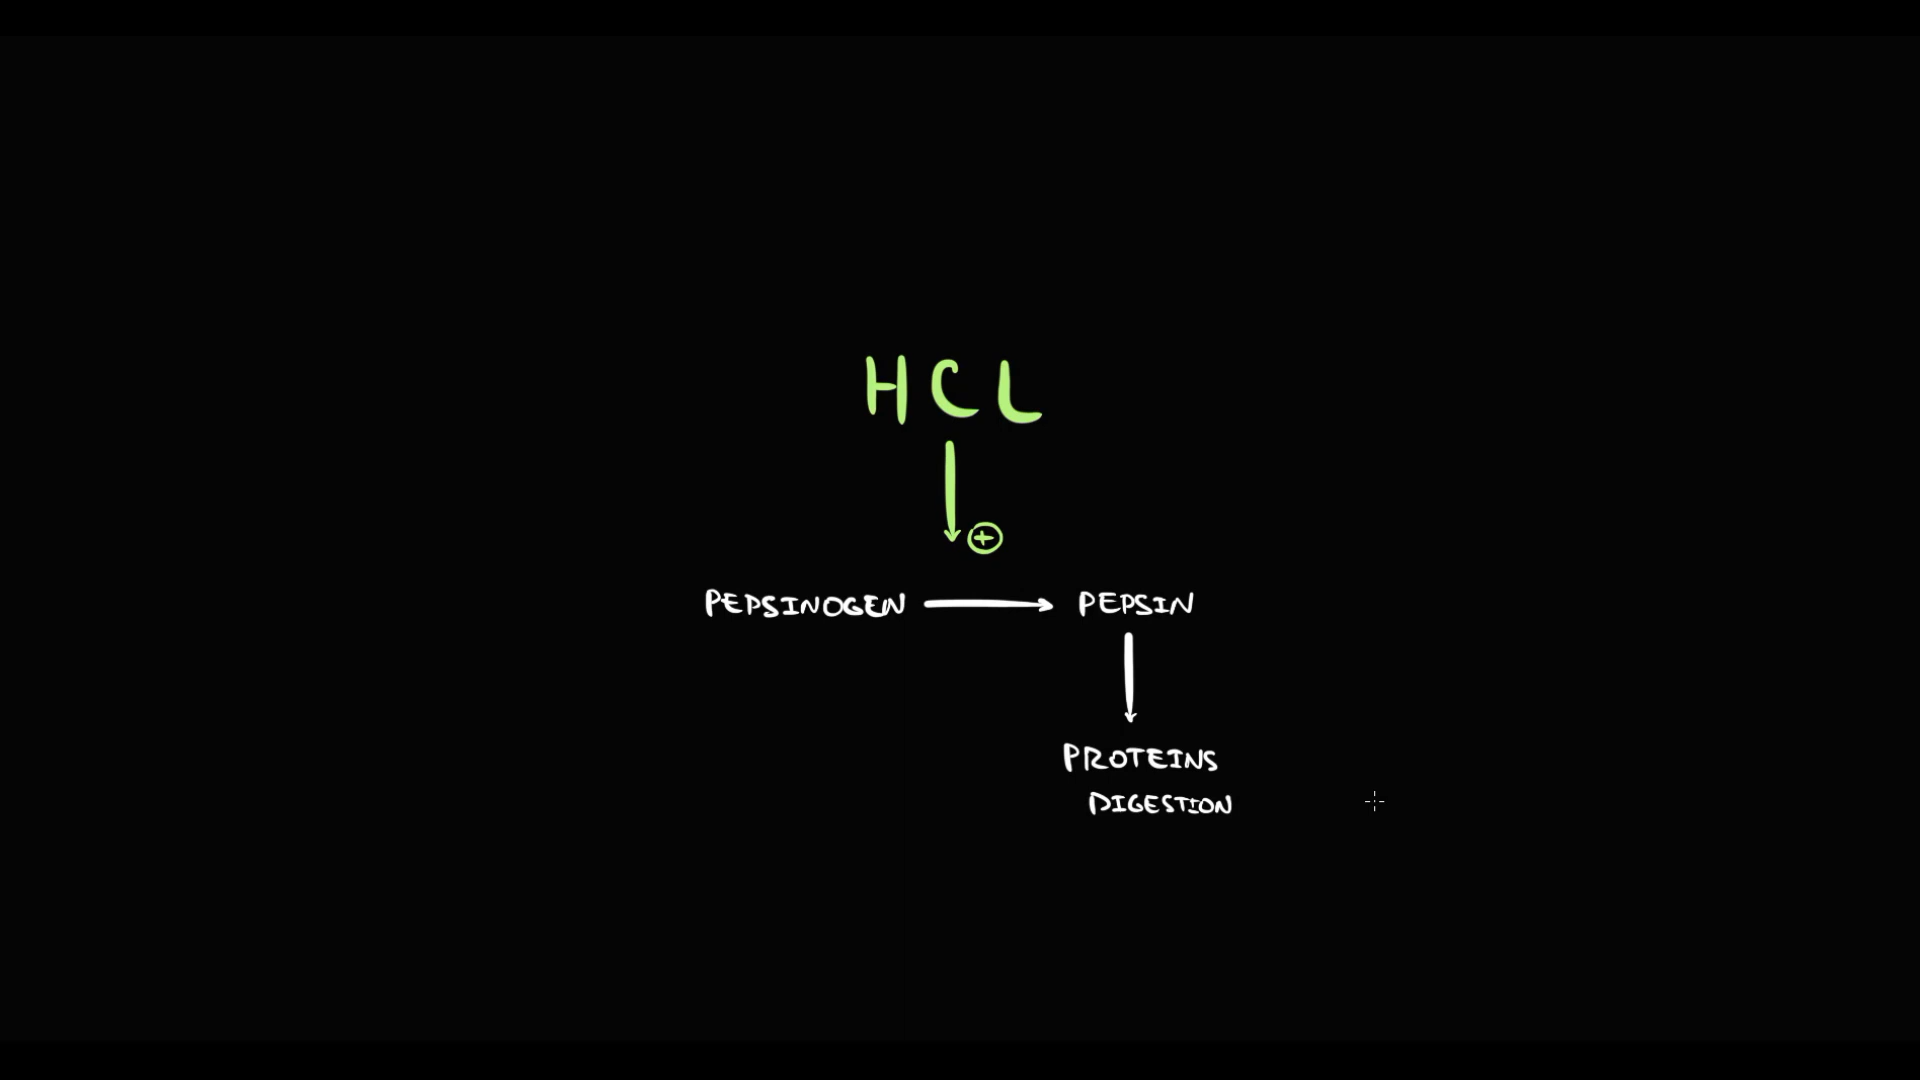 HCL
+
PEPSINOGEN → PEPSIN
PROTEINS
DIGESTION